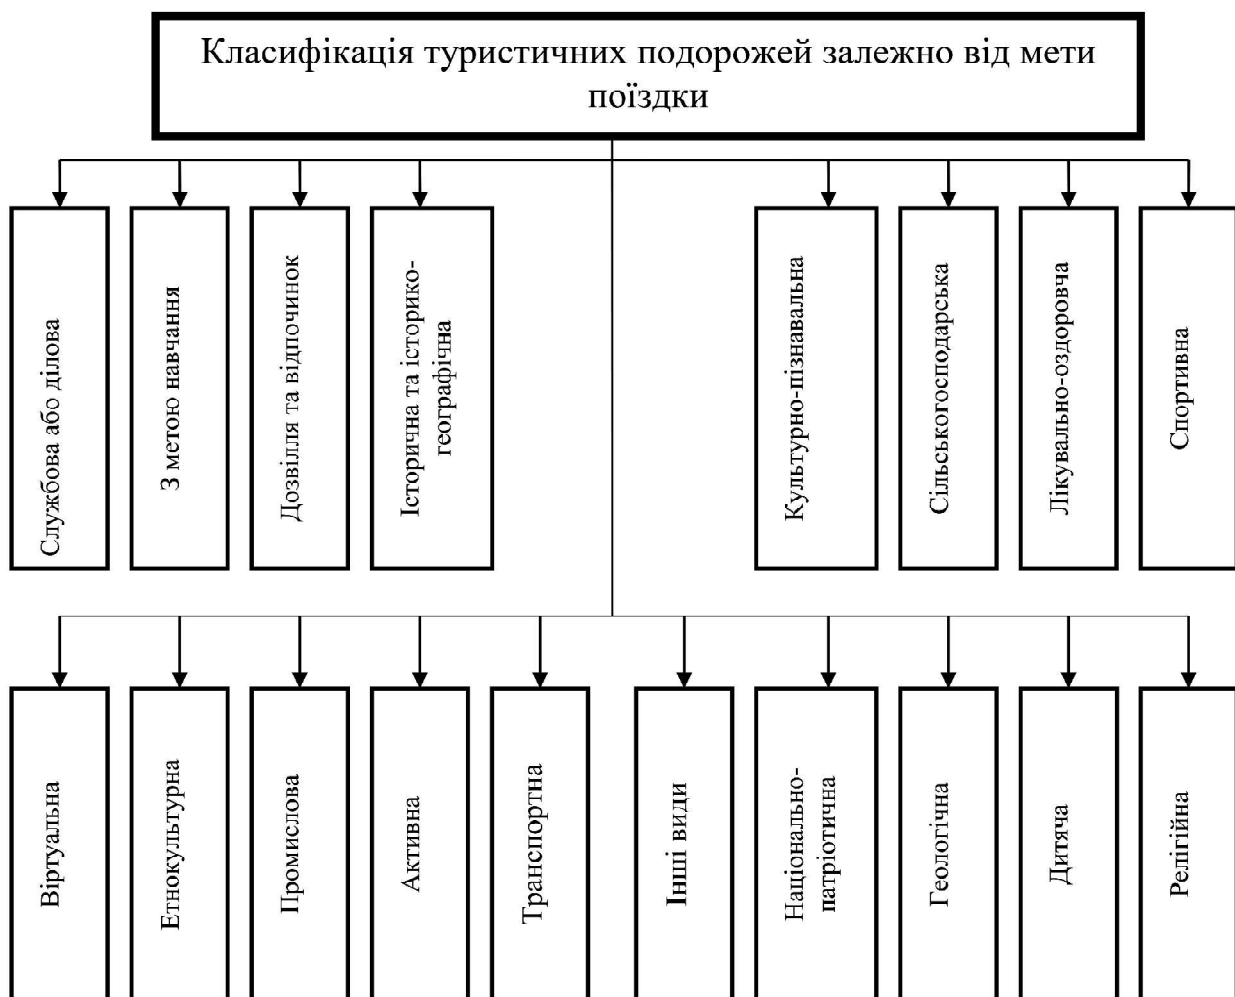 Класифікація туристичних подорожей залежно від мети
поїздки
Службова або ділова
З метою навчання
Дозвілля та відпочинок
Історична та історико-
географічна
Культурно-пізнавальна
Сільськогосподарська
Лікувально-оздоровча
Спортивна
Віртуальна
Етнокультурна
Промислова
Активна
Транспортна
Інші види
Національно-
патріотична
Геологічна
Дитяча
Релігійна